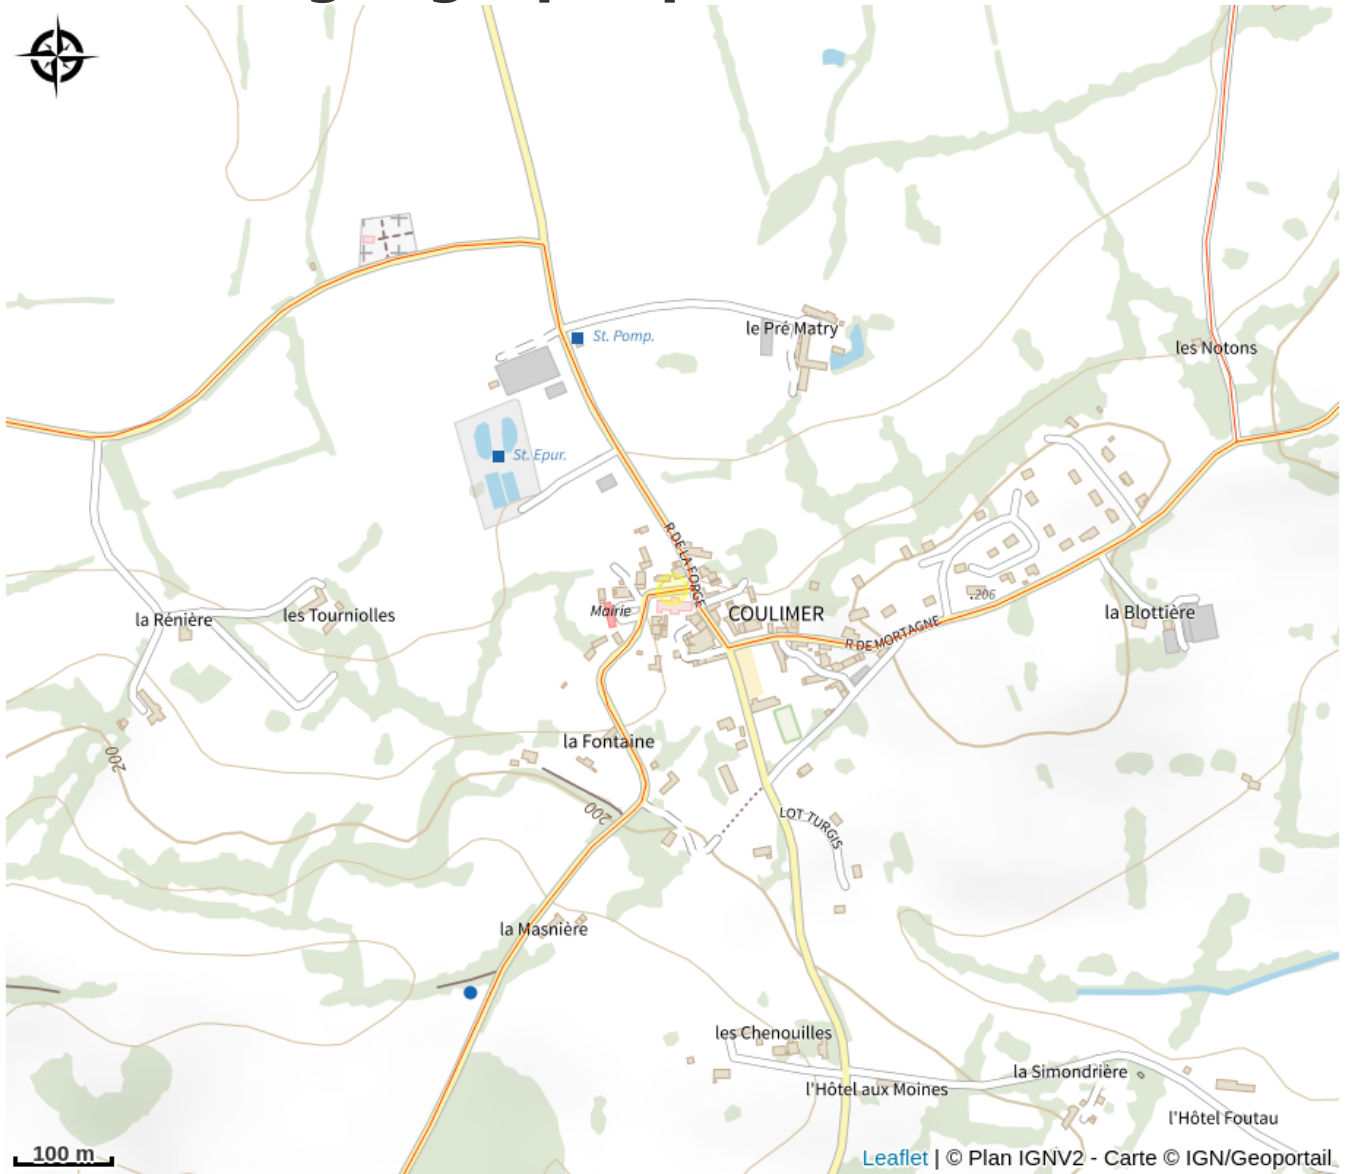 St. Pomp.
le Pré Matry
les Notons
St. Epur.
R DE LA FORGE
.206
Mairie
COULIMER
la Blottière
la Rénière
les Tourniolles
R DE MORTAGNE
la Fontaine
200
200
LOT TURGIS
la Masnière
les Chenouilles
la Simondrière
l'Hôtel aux Moines
l'Hôtel Foutau
100 m
Leaflet | © Plan IGNV2 - Carte © IGN/Geoportail